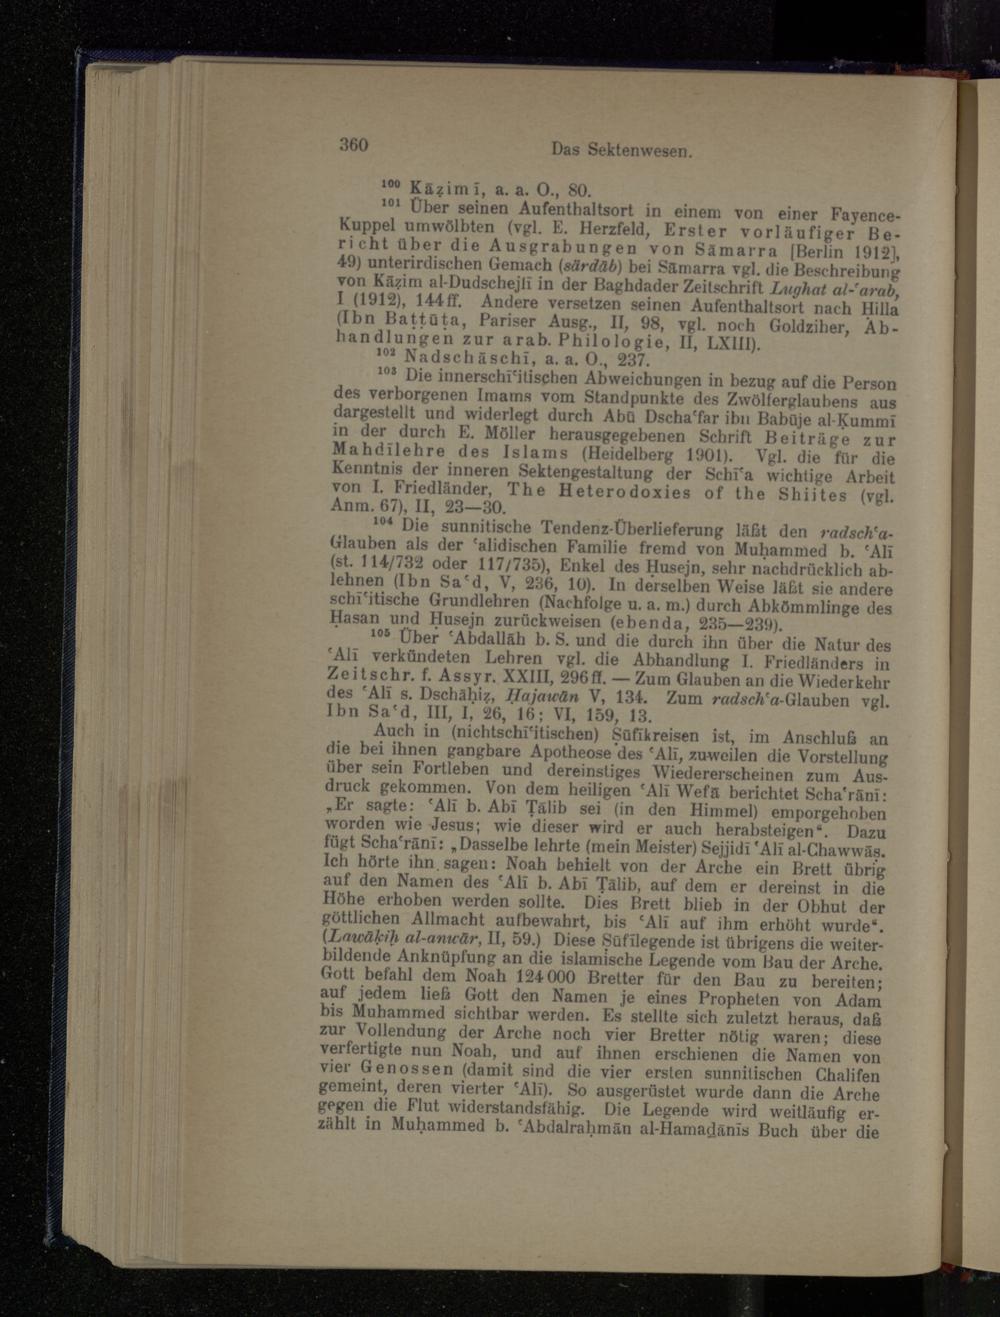 360
Das Sektenwesen.
¹⁰⁰ Kāẓimī, a. a. O., 80.
¹⁰¹ Über seinen Aufenthaltsort in einem von einer Fayence-
Kuppel umwölbten (vgl. E. Herzfeld, Erster vorläufiger Be-
richt über die Ausgrabungen von Sāmarra [Berlin 1912],
49) unterirdischen Gemach (särdāb) bei Sāmarra vgl. die Beschreibung
von Kāẓim al-Dudschejlī in der Baghdader Zeitschrift Lughat al-ʿarab,
I (1912), 144 ff. Andere versetzen seinen Aufenthaltsort nach Ḥilla
(Ibn Baṭṭūṭa, Pariser Ausg., II, 98, vgl. noch Goldziher, Ab-
handlungen zur arab. Philologie, II, LXIII).
¹⁰² Nadschāschī, a. a. O., 237.
¹⁰³ Die innerschīʿitischen Abweichungen in bezug auf die Person
des verborgenen Imams vom Standpunkte des Zwölferglaubens aus
dargestellt und widerlegt durch Abū Dschaʿfar ibn Babūje al-Ḳummī
in der durch E. Möller herausgegebenen Schrift Beiträge zur
Mahdīlehre des Islams (Heidelberg 1901). Vgl. die für die
Kenntnis der inneren Sektengestaltung der Schīʿa wichtige Arbeit
von I. Friedländer, The Heterodoxies of the Shiites (vgl.
Anm. 67), II, 23—30.
¹⁰⁴ Die sunnitische Tendenz-Überlieferung läßt den radschʿa-
Glauben als der ʿalidischen Familie fremd von Muḥammed b. ʿAlī
(st. 114/732 oder 117/735), Enkel des Ḥusejn, sehr nachdrücklich ab-
lehnen (Ibn Saʿd, V, 236, 10). In derselben Weise läßt sie andere
schīʿitische Grundlehren (Nachfolge u. a. m.) durch Abkömmlinge des
Ḥasan und Ḥusejn zurückweisen (ebenda, 235—239).
¹⁰⁵ Über ʿAbdallāh b. S. und die durch ihn über die Natur des
ʿAlī verkündeten Lehren vgl. die Abhandlung I. Friedländers in
Zeitschr. f. Assyr. XXIII, 296 ff. — Zum Glauben an die Wiederkehr
des ʿAlī s. Dschāḥiẓ, Ḥajawān V, 134. Zum radschʿa-Glauben vgl.
Ibn Saʿd, III, I, 26, 16; VI, 159, 13.
Auch in (nichtschīʿitischen) Ṣūfīkreisen ist, im Anschluß an
die bei ihnen gangbare Apotheose des ʿAlī, zuweilen die Vorstellung
über sein Fortleben und dereinstiges Wiedererscheinen zum Aus-
druck gekommen. Von dem heiligen ʿAlī Wefā berichtet Schaʿrānī:
„Er sagte: ʿAlī b. Abī Ṭālib sei (in den Himmel) emporgehoben
worden wie Jesus; wie dieser wird er auch herabsteigen“. Dazu
fügt Schaʿrānī: „Dasselbe lehrte (mein Meister) Sejjidī ʿAlī al-Chawwāṣ.
Ich hörte ihn sagen: Noah behielt von der Arche ein Brett übrig
auf den Namen des ʿAlī b. Abī Ṭālib, auf dem er dereinst in die
Höhe erhoben werden sollte. Dies Brett blieb in der Obhut der
göttlichen Allmacht aufbewahrt, bis ʿAlī auf ihm erhöht wurde“.
(Lawāḳiḥ al-anwār, II, 59.) Diese Ṣūfīlegende ist übrigens die weiter-
bildende Anknüpfung an die islamische Legende vom Bau der Arche.
Gott befahl dem Noah 124 000 Bretter für den Bau zu bereiten;
auf jedem ließ Gott den Namen je eines Propheten von Adam
bis Muhammed sichtbar werden. Es stellte sich zuletzt heraus, daß
zur Vollendung der Arche noch vier Bretter nötig waren; diese
verfertigte nun Noah, und auf ihnen erschienen die Namen von
vier Genossen (damit sind die vier ersten sunnitischen Chalifen
gemeint, deren vierter ʿAlī). So ausgerüstet wurde dann die Arche
gegen die Flut widerstandsfähig. Die Legende wird weitläufig er-
zählt in Muḥammed b. ʿAbdalraḥmān al-Hamaḏānīs Buch über die